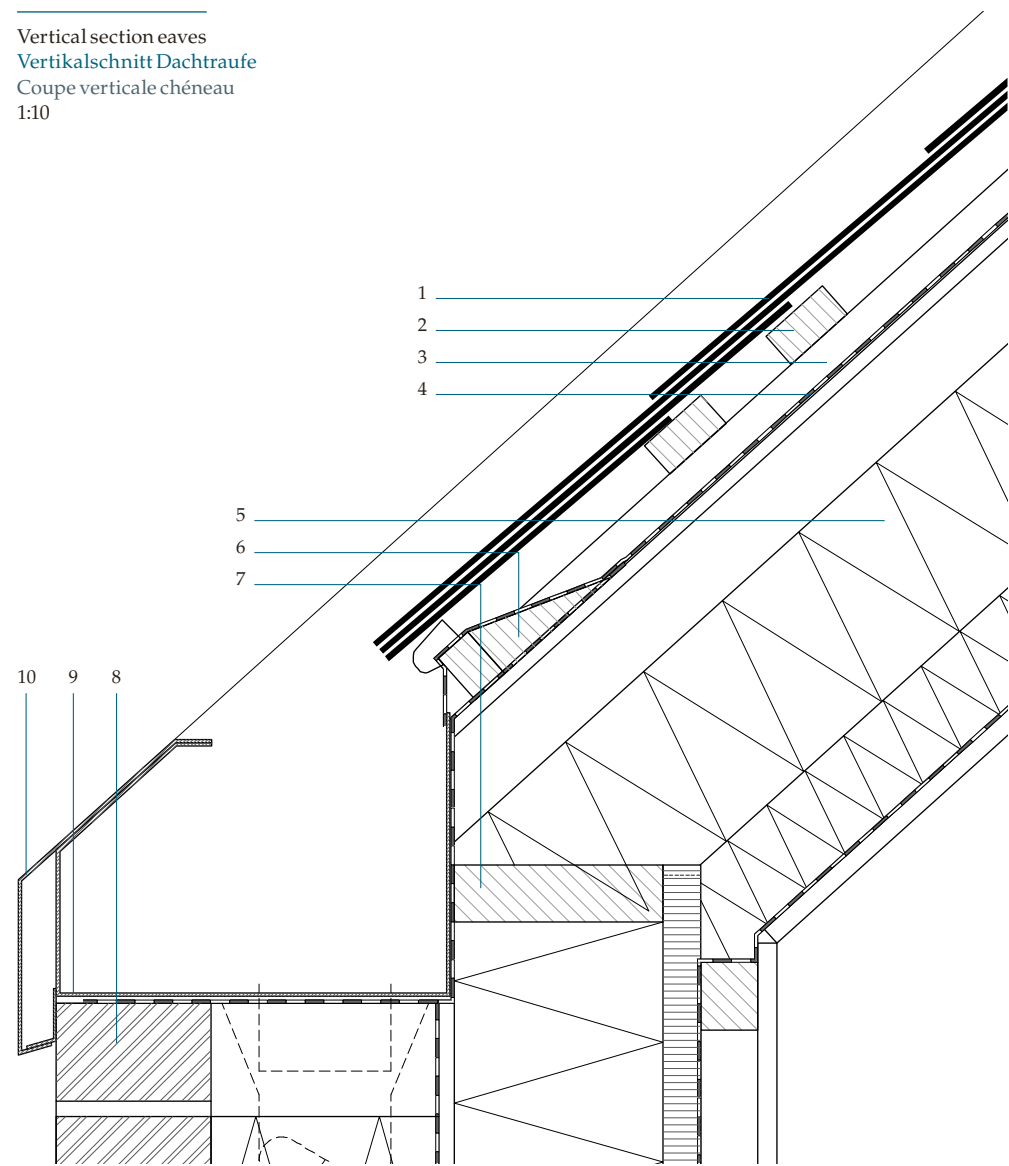 Vertical section eaves
Vertikalschnitt Dachtraufe
Coupe verticale chéneau
1:10
1
2
3
4
5
6
7
10 9 8